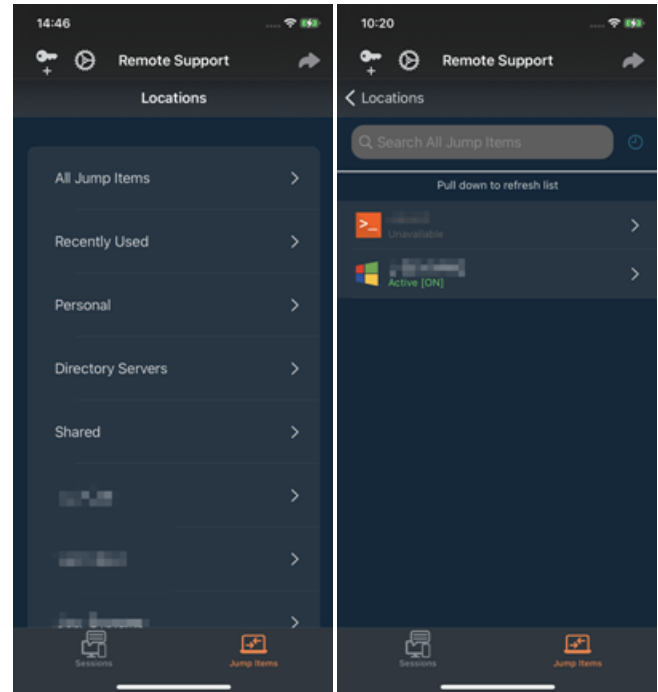 14:46
Remote Support
Locations
All Jump Items
Recently Used
Personal
Directory Servers
Shared
Sessions
Jump Items
10:20
Remote Support
Locations
Search All Jump Items
Pull down to refresh list
Unavailable
Active [ON]
Sessions
Jump Items